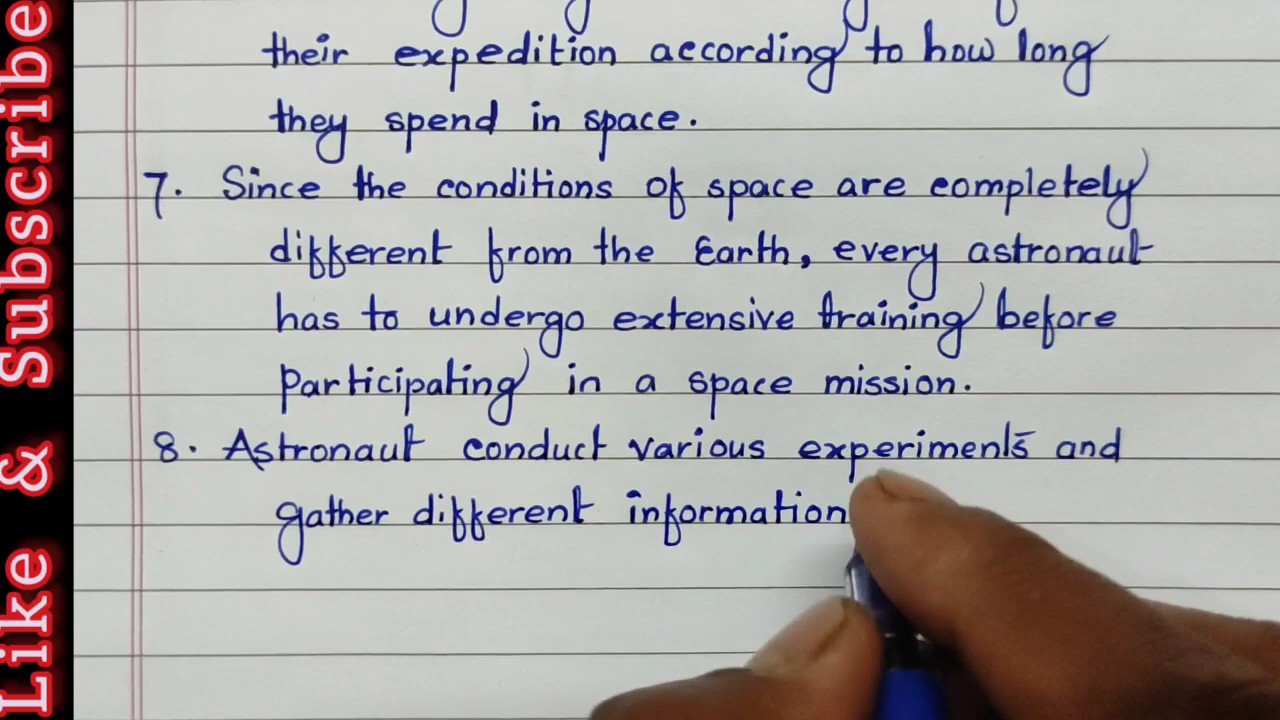 their expedition according to how long
they spend in space.
7. Since the conditions of space are completely
different from the Earth, every astronaut
has to undergo extensive training before
participating in a space mission.
8. Astronaut conduct various experiments and
gather different information
Like & Subscribe